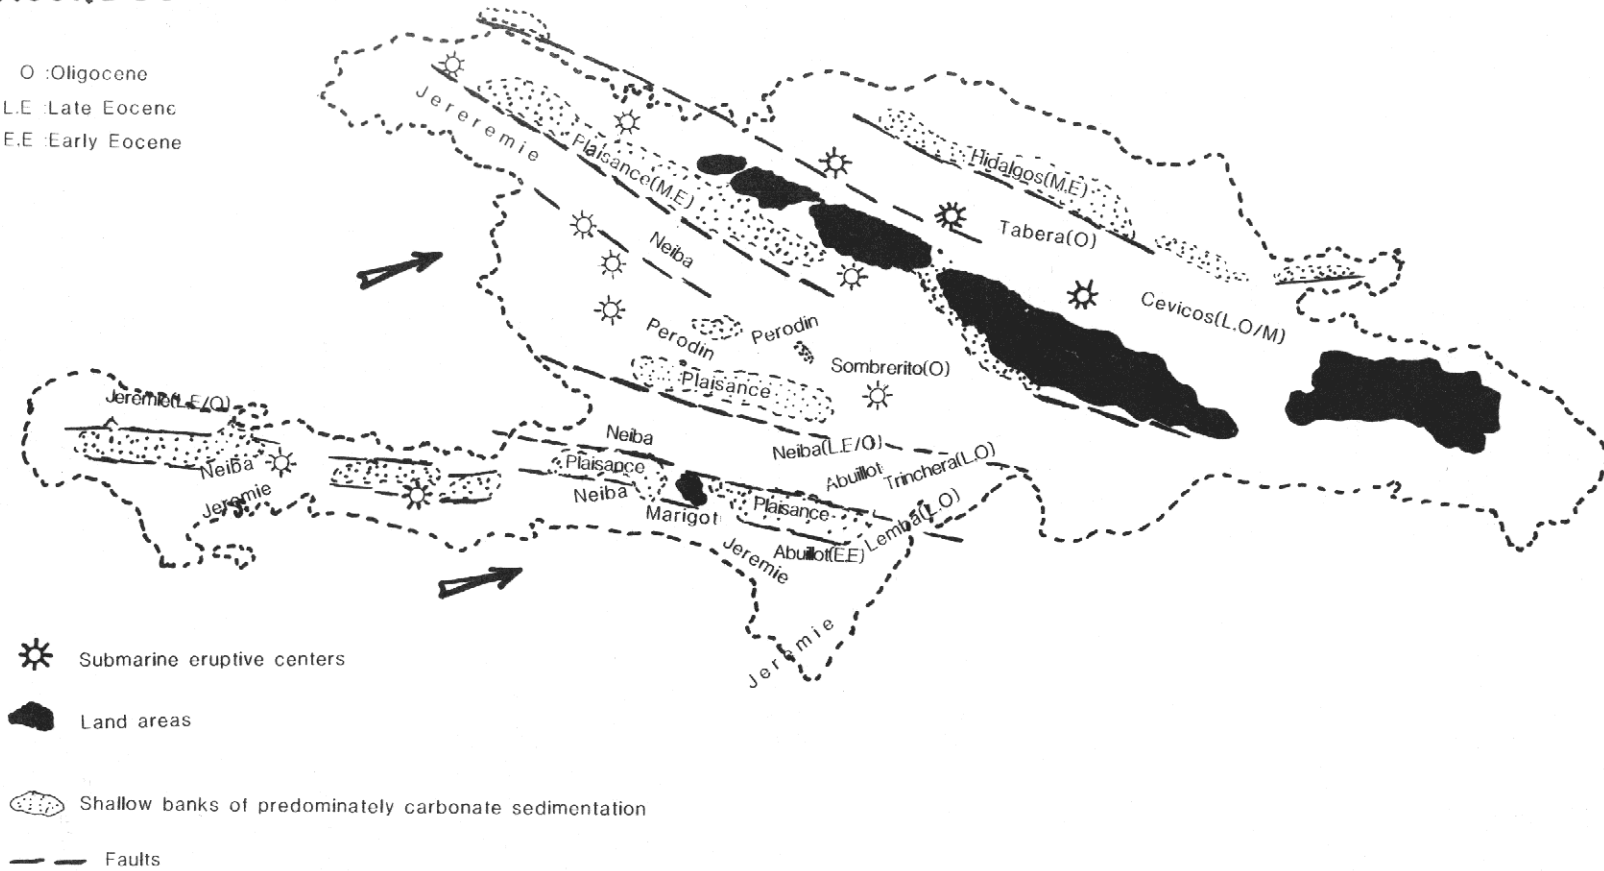 O :Oligocene
L.E :Late Eocene
E.E :Early Eocene
Jeremie
Plaisance(M.E)
Hidalgos(M.E)
Tabera(O)
Neiba
Cevicos(L.O/M)
Perodin
Perodin
Sombrerito(O)
Plaisance
Jeremie(L.E/O)
Neiba
Neiba(L.E/O)
Neiba
Plaisance
Abuillot
Trinchera(L.O)
Jeremie
Neiba
Marigot
Plaisance
Lemba(L.O)
Jeremie
Abuillot(E.E)
Jeremie
Submarine eruptive centers
Land areas
Shallow banks of predominately carbonate sedimentation
Faults